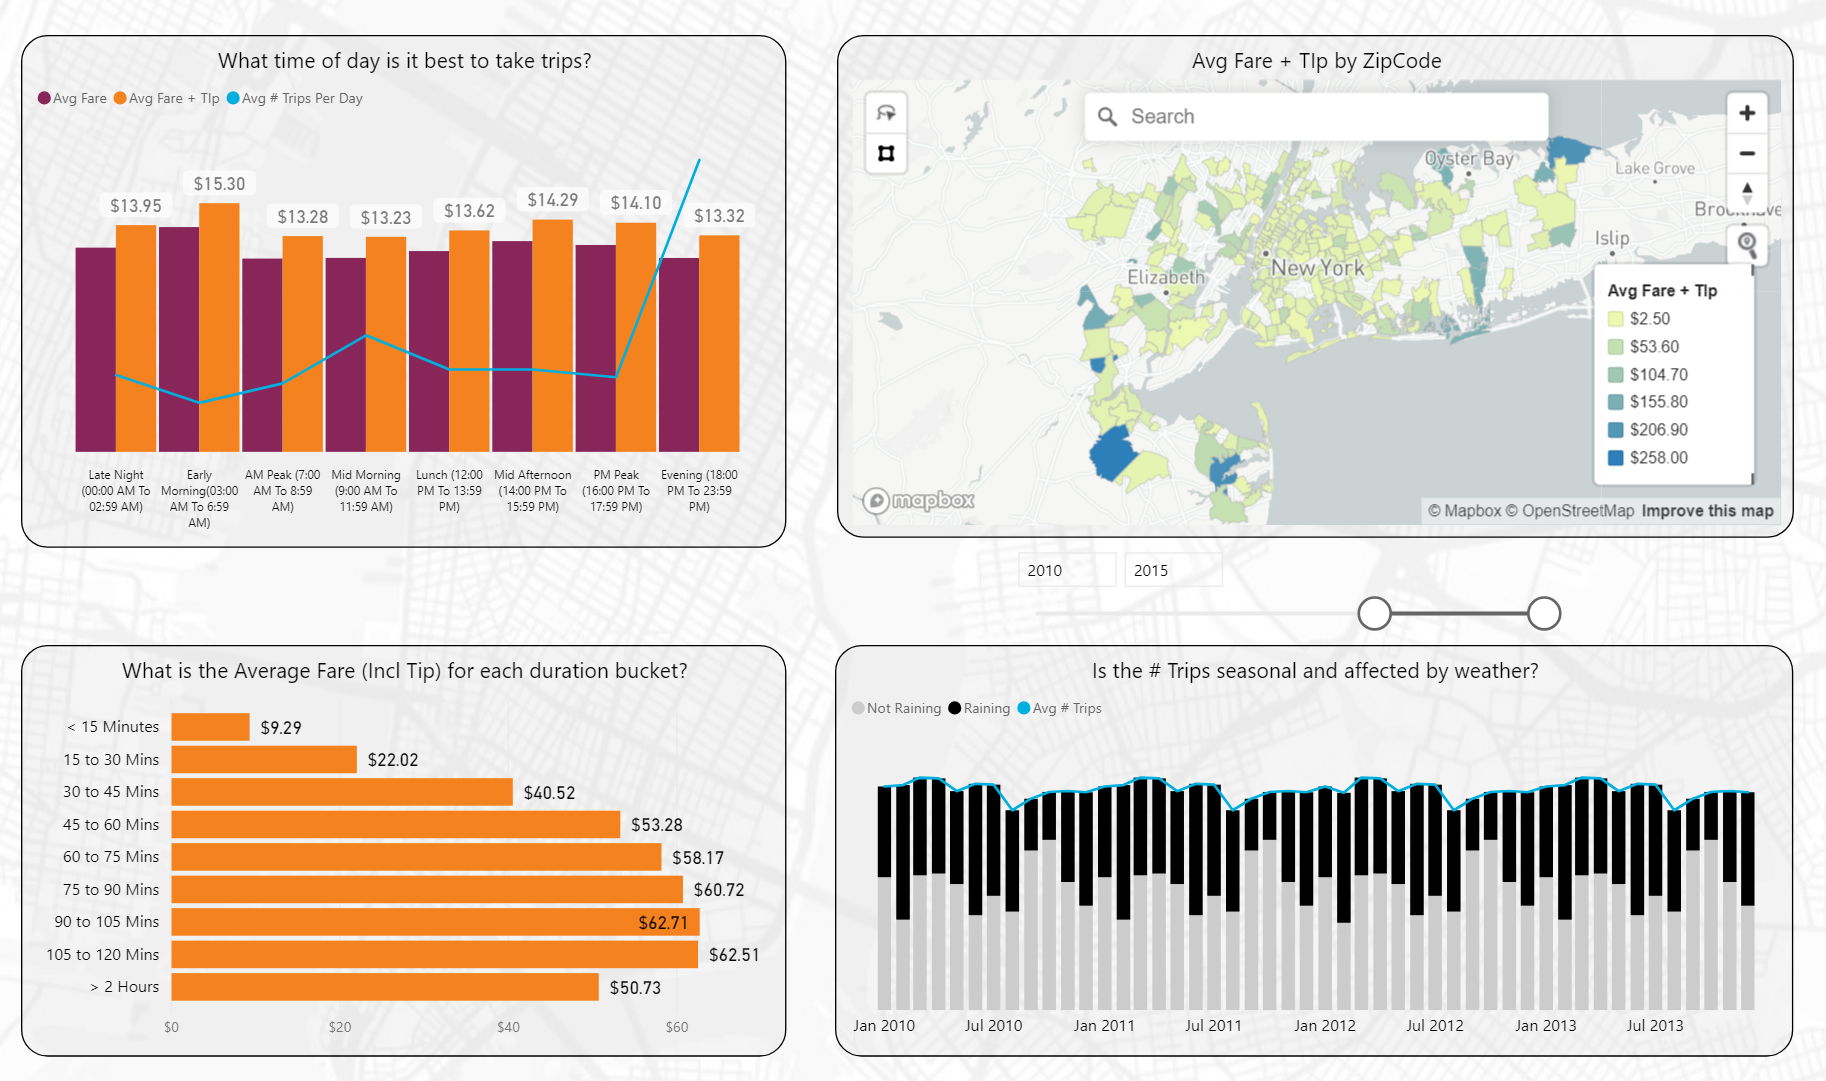 What time of day is it best to take trips?
Avg Fare Avg Fare + TIp Avg # Trips Per Day
$13.95
$15.30
$13.28
$13.23
$13.62
$14.29
$14.10
$13.32
Late Night
(00:00 AM To
02:59 AM)
Early
Morning(03:00
AM To 6:59
AM)
AM Peak (7:00
AM To 8:59
AM)
Mid Morning
(9:00 AM To
11:59 AM)
Lunch (12:00
PM To 13:59
PM)
Mid Afternoon
(14:00 PM To
15:59 PM)
PM Peak
(16:00 PM To
17:59 PM)
Evening (18:00
PM To 23:59
PM)
Avg Fare + TIp by ZipCode
Search
Oyster Bay
Lake Grove
Islip
Elizabeth
New York
Avg Fare + TIp
$2.50
$53.60
$104.70
$155.80
$206.90
$258.00
mapbox
© Mapbox © OpenStreetMap Improve this map
2010 2015
What is the Average Fare (Incl Tip) for each duration bucket?
< 15 Minutes $9.29
15 to 30 Mins $22.02
30 to 45 Mins $40.52
45 to 60 Mins $53.28
60 to 75 Mins $58.17
75 to 90 Mins $60.72
90 to 105 Mins $62.71
105 to 120 Mins $62.51
> 2 Hours $50.73
$0 $20 $40 $60
Is the # Trips seasonal and affected by weather?
Not Raining Raining Avg # Trips
Jan 2010 Jul 2010 Jan 2011 Jul 2011 Jan 2012 Jul 2012 Jan 2013 Jul 2013